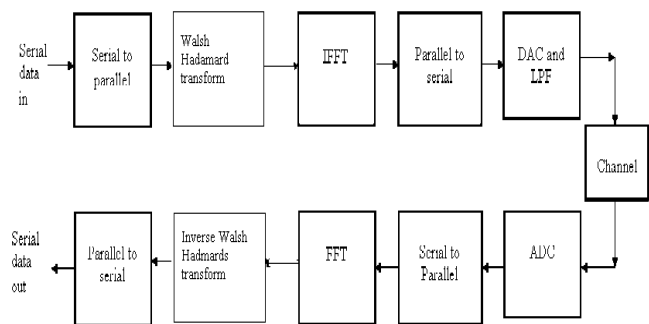 Serial
data
in
Serial to
parallel
Walsh
Hadamard
transform
IFFT
Parallel to
serial
DAC and
LPF
Channel
ADC
Serial to
Parallel
FFT
Inverse Walsh
Hadmards
transform
Parallel to
serial
Serial
data
out